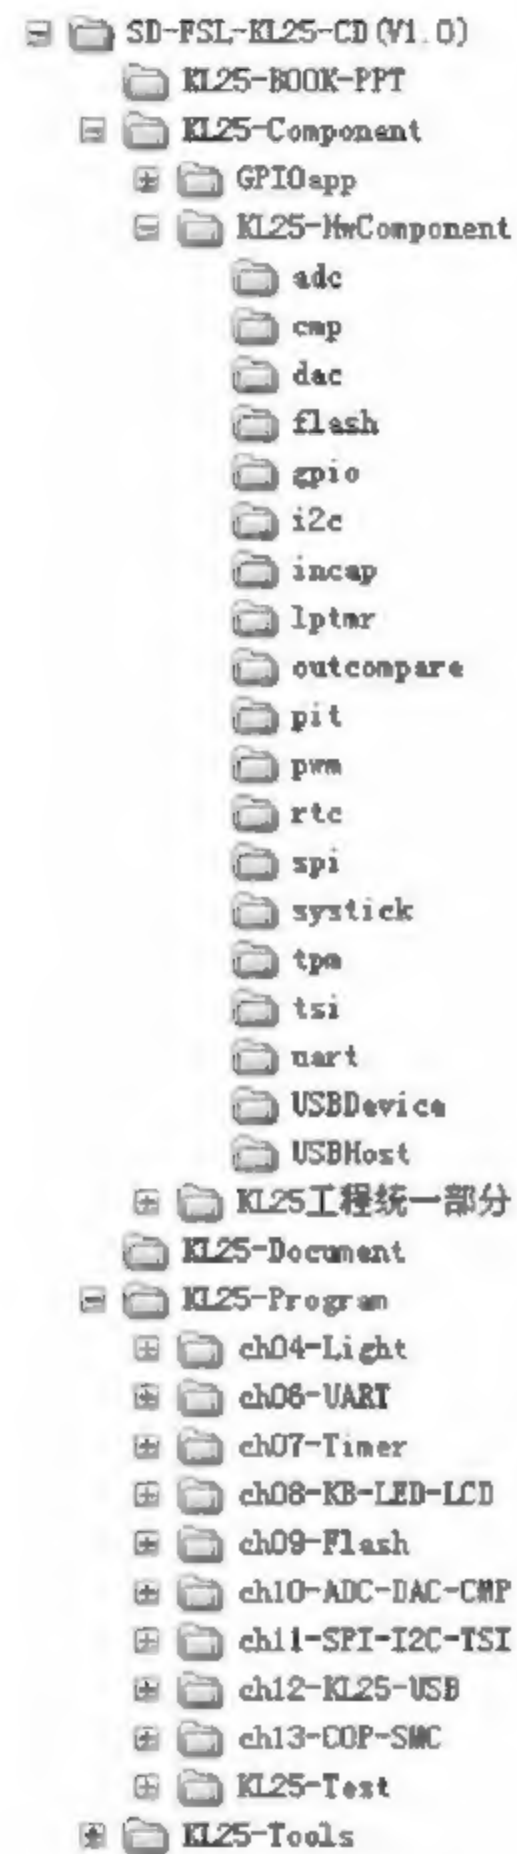 SD-FSL-KL25-CD(V1.0)
KL25-BOOK-PPT
KL25-Component
GPIOapp
KL25-HwComponent
adc
cmp
dac
flash
gpio
i2c
incap
lptmr
outcompare
pit
pwm
rtc
spi
systick
tpm
tsi
uart
USBDevice
USBHost
KL25工程统一部分
KL25-Document
KL25-Program
ch04-Light
ch06-UART
ch07-Timer
ch08-KB-LED-LCD
ch09-Flash
ch10-ADC-DAC-CMP
ch11-SPI-I2C-TSI
ch12-KL25-USB
ch13-COP-SMC
KL25-Test
KL25-Tools